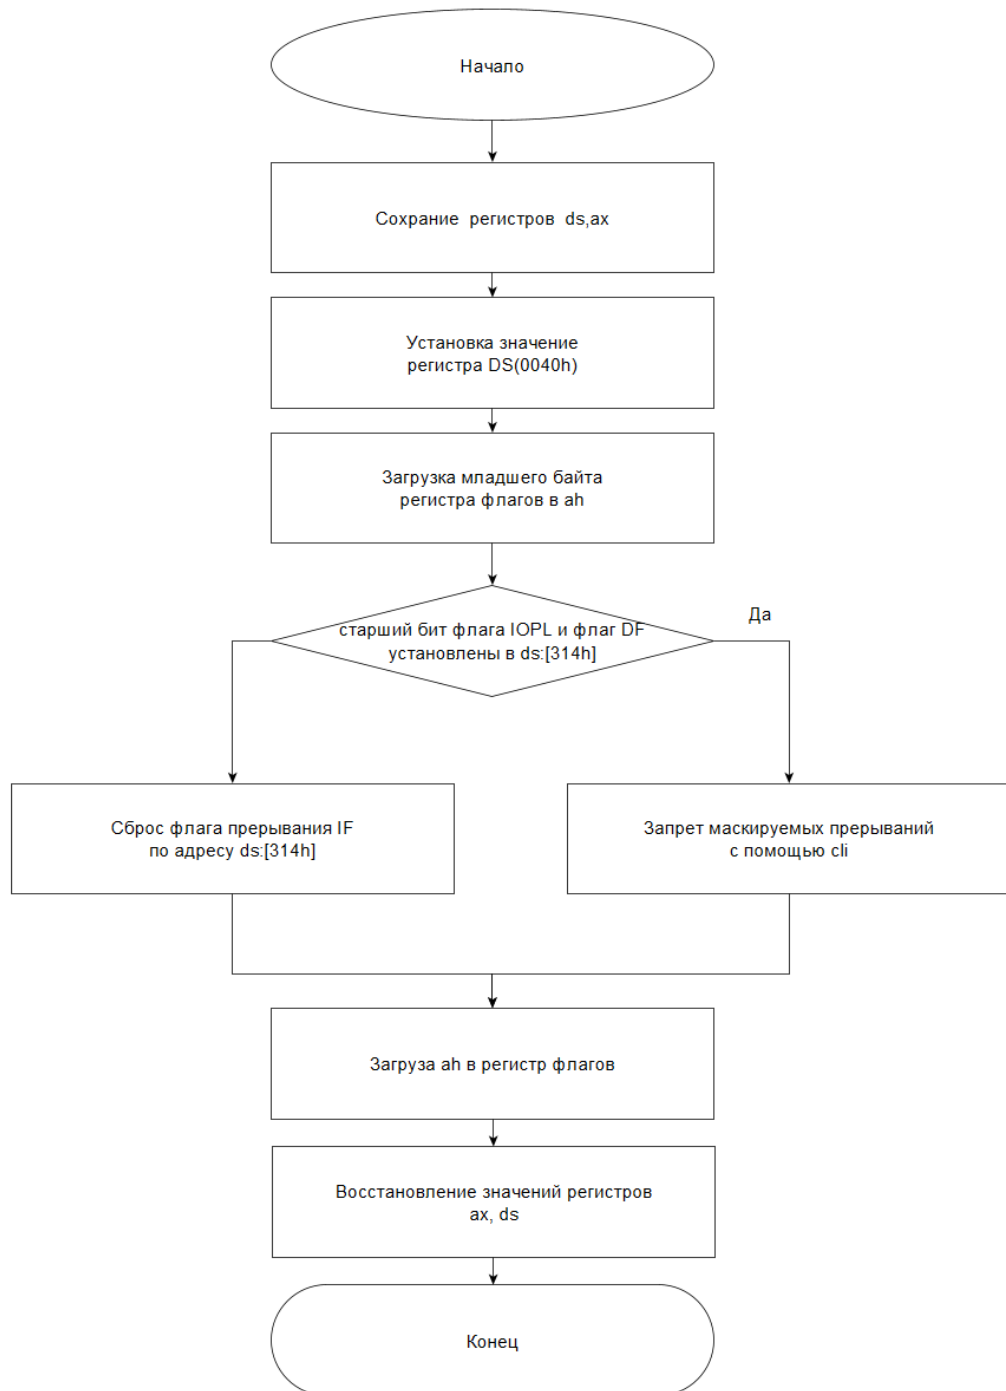 Начало
Сохрание регистров ds,ax
Установка значение
регистра DS(0040h)
Загрузка младшего байта
регистра флагов в ah
старший бит флага IOPL и флаг DF
установлены в ds:[314h]
Да
Сброс флага прерывания IF
по адресу ds:[314h]
Запрет маскируемых прерываний
с помощью cli
Загруза ah в регистр флагов
Восстановление значений регистров
ax, ds
Конец